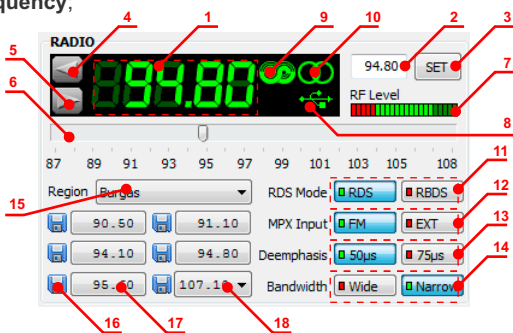 quency,
4 1 9 10 2 3
RADIO
5
94.80
94.80 SET
RF Level
7
6
8
87 89 91 93 95 97 99 101 103 105 108
11
Region Burgas RDS Mode RDS RBDS
12
15
90.50 91.10 MPX Input FM EXT
13
94.10 94.80 Deemphasis 50µs 75µs
14
107.10 Bandwidth Wide Narrow
16 17 18